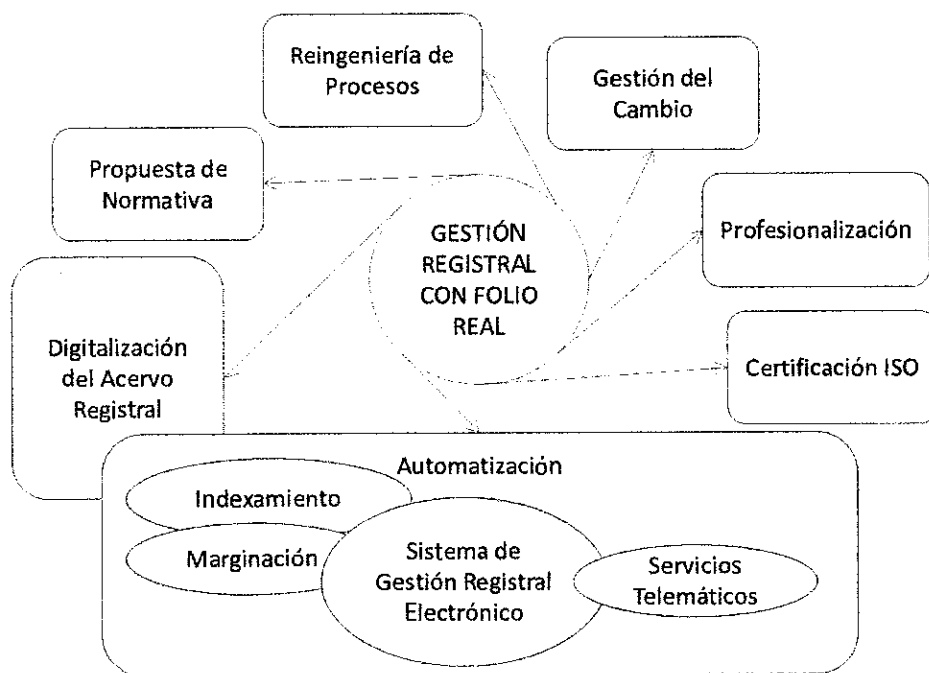 Reingeniería de
Procesos
Gestión del
Cambio
Propuesta de
Normativa
GESTIÓN
REGISTRAL
CON FOLIO
REAL
Profesionalización
Digitalización
del Acervo
Registral
Certificación ISO
Automatización
Indexamiento
Marginación
Sistema de
Gestión Registral
Electrónico
Servicios
Telemáticos